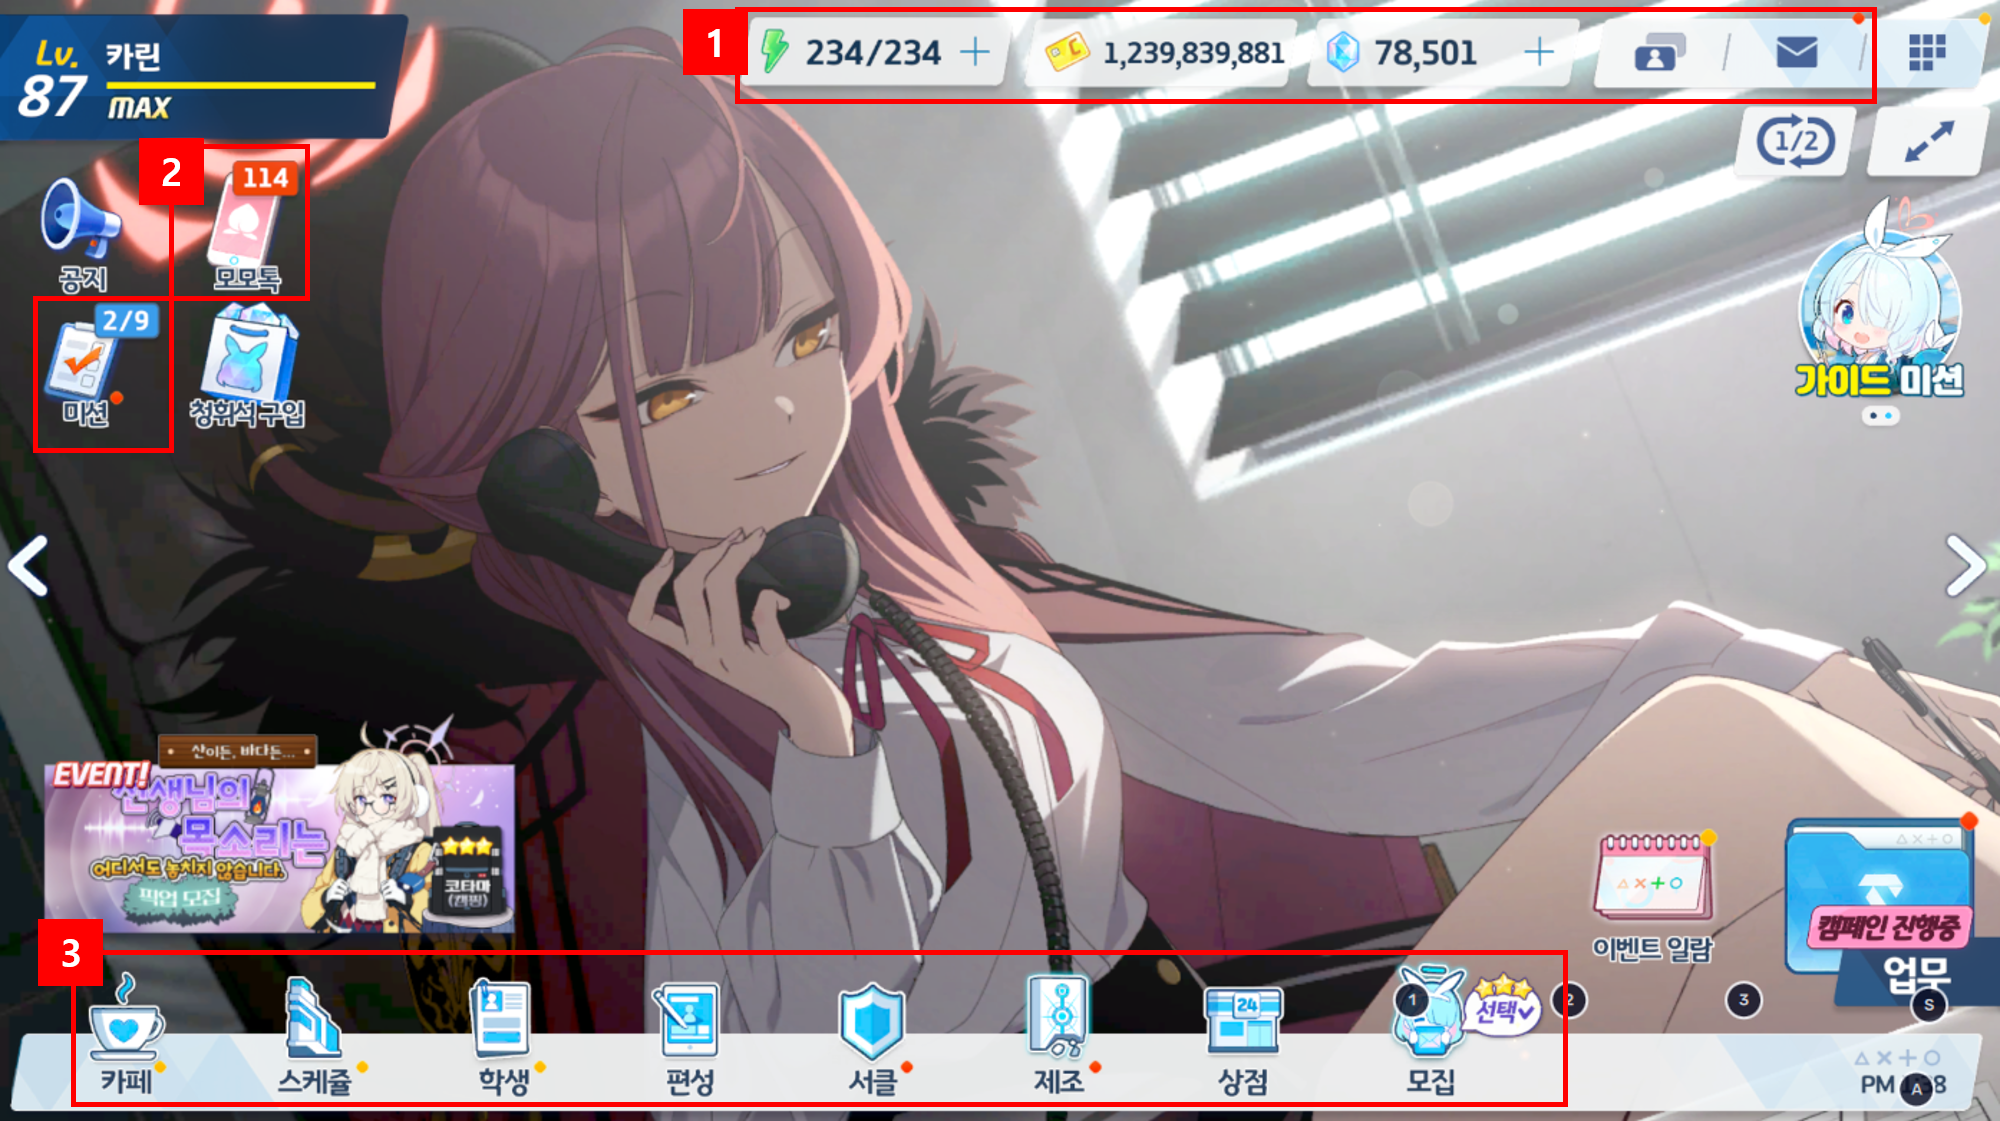 Lv. 카린
87 MAX
1
234/234
1,239,839,881
78,501
1/2
2
114
공지
모모톡
2/9
미션
청휘석 구입
가이드 미션
산이든, 바다든...
EVENT!
선생님의
목소리는
어디서도 놓치지 않습니다.
픽업 모집
코타마
(캠핑)
이벤트 일람
캠페인 진행중
업무
3
24
1
선택
2
3
S
카페
스케줄
학생
편성
서클
제조
상점
모집
PM
A
8